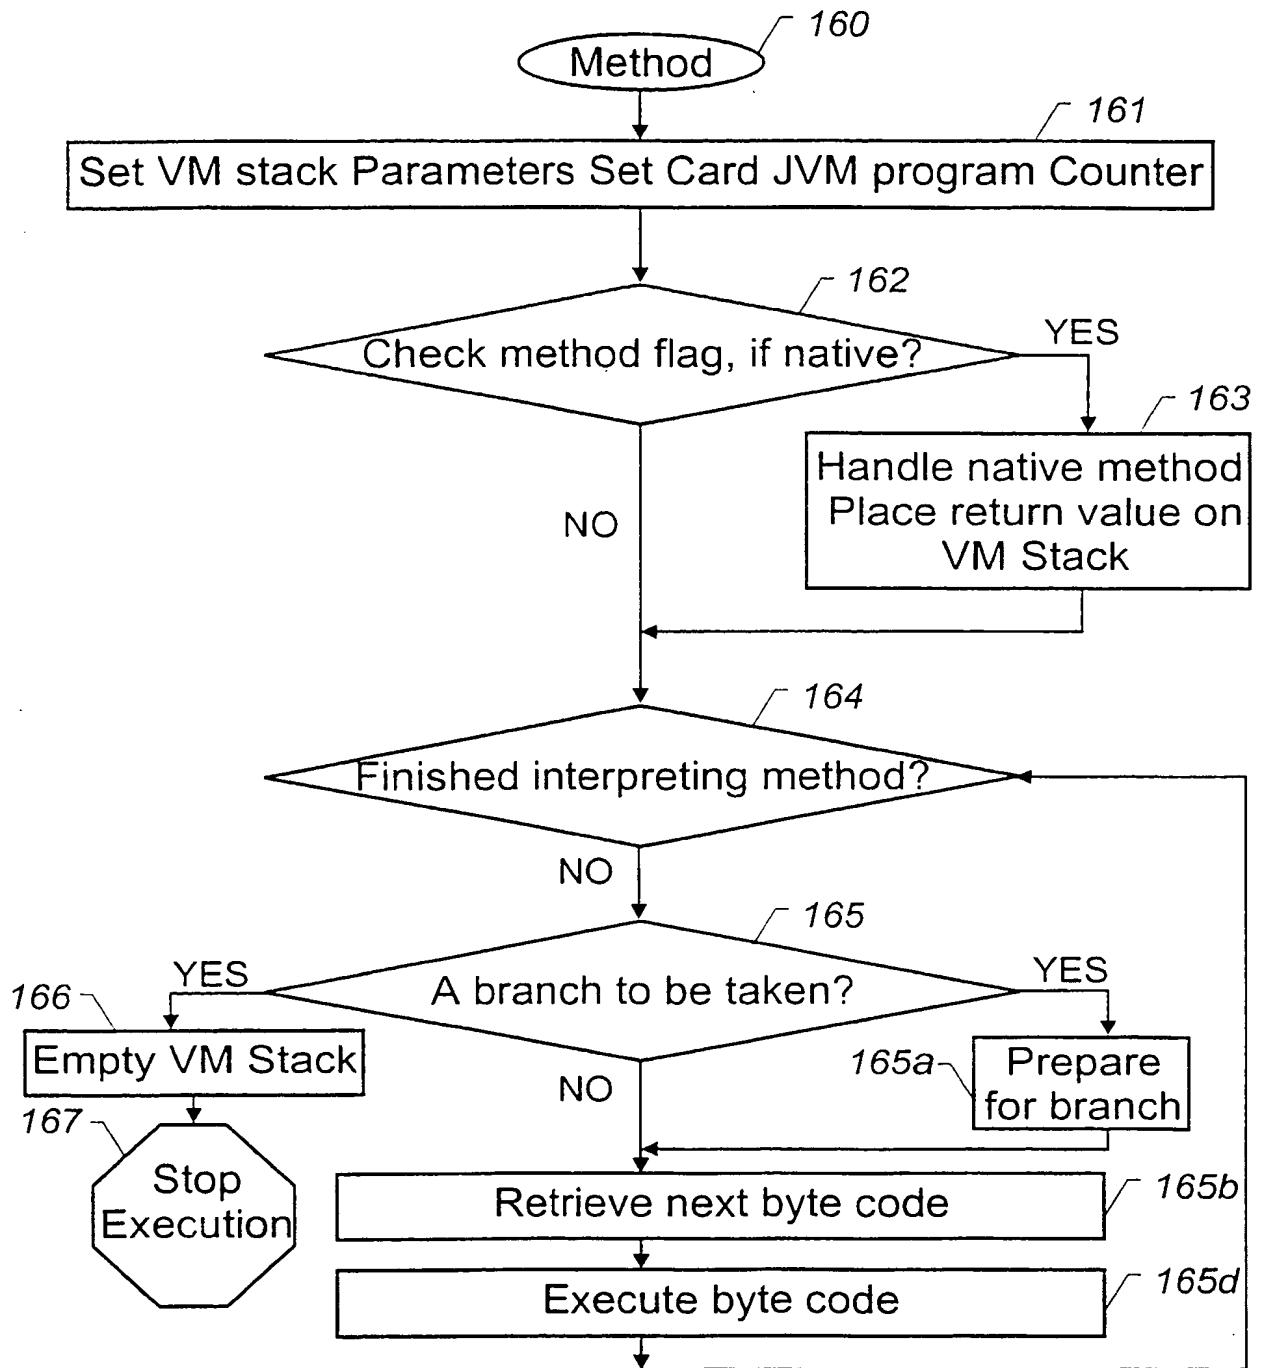 160
Method
161
Set VM stack Parameters Set Card JVM program Counter
162
Check method flag, if native?
YES
163
Handle native method
Place return value on
VM Stack
NO
164
Finished interpreting method?
NO
165
A branch to be taken?
YES
YES
166
Empty VM Stack
165a
Prepare
for branch
NO
167
Stop
Execution
Retrieve next byte code
165b
Execute byte code
165d